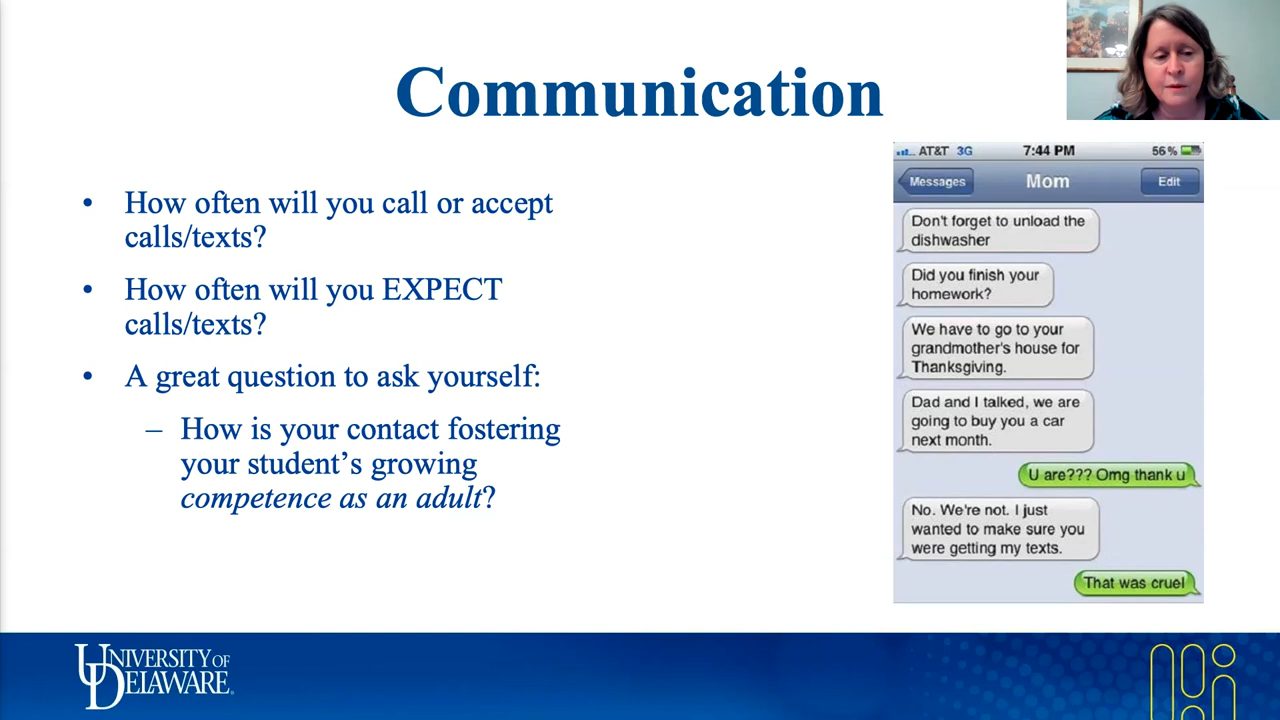 Communication
• How often will you call or accept
calls/texts?
• How often will you EXPECT
calls/texts?
• A great question to ask yourself:
– How is your contact fostering
your student’s growing
competence as an adult?
AT&T 3G 7:44 PM 56%
Messages Mom Edit
Don't forget to unload the
dishwasher
Did you finish your
homework?
We have to go to your
grandmother's house for
Thanksgiving.
Dad and I talked, we are
going to buy you a car
next month.
U are??? Omg thank u
No. We're not. I just
wanted to make sure you
were getting my texts.
That was cruel
UNIVERSITY OF
DELAWARE.